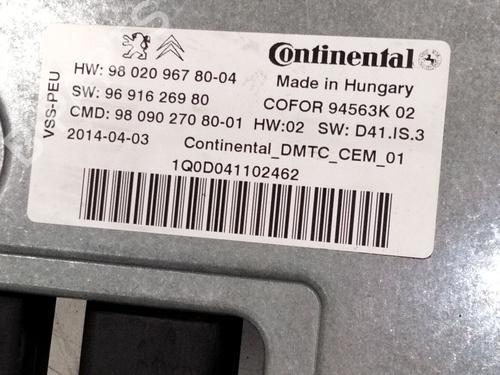 Continental
HW: 98 020 967 80-04
Made in Hungary
SW: 96 916 269 80
COFOR 94563K 02
CMD: 98 090 270 80-01
HW:02 SW: D41.IS.3
2014-04-03
Continental_DMTC_CEM_01
1Q0D041102462
VSS-PEU